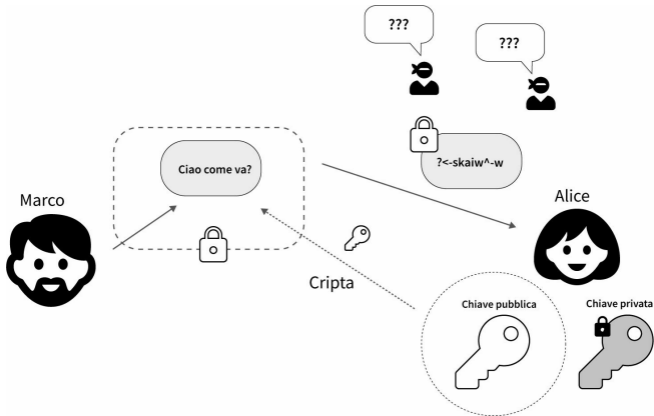 ???
???
Ciao come va?
?<-skaiw^-w
Marco
Alice
Cripta
Chiave pubblica
Chiave privata